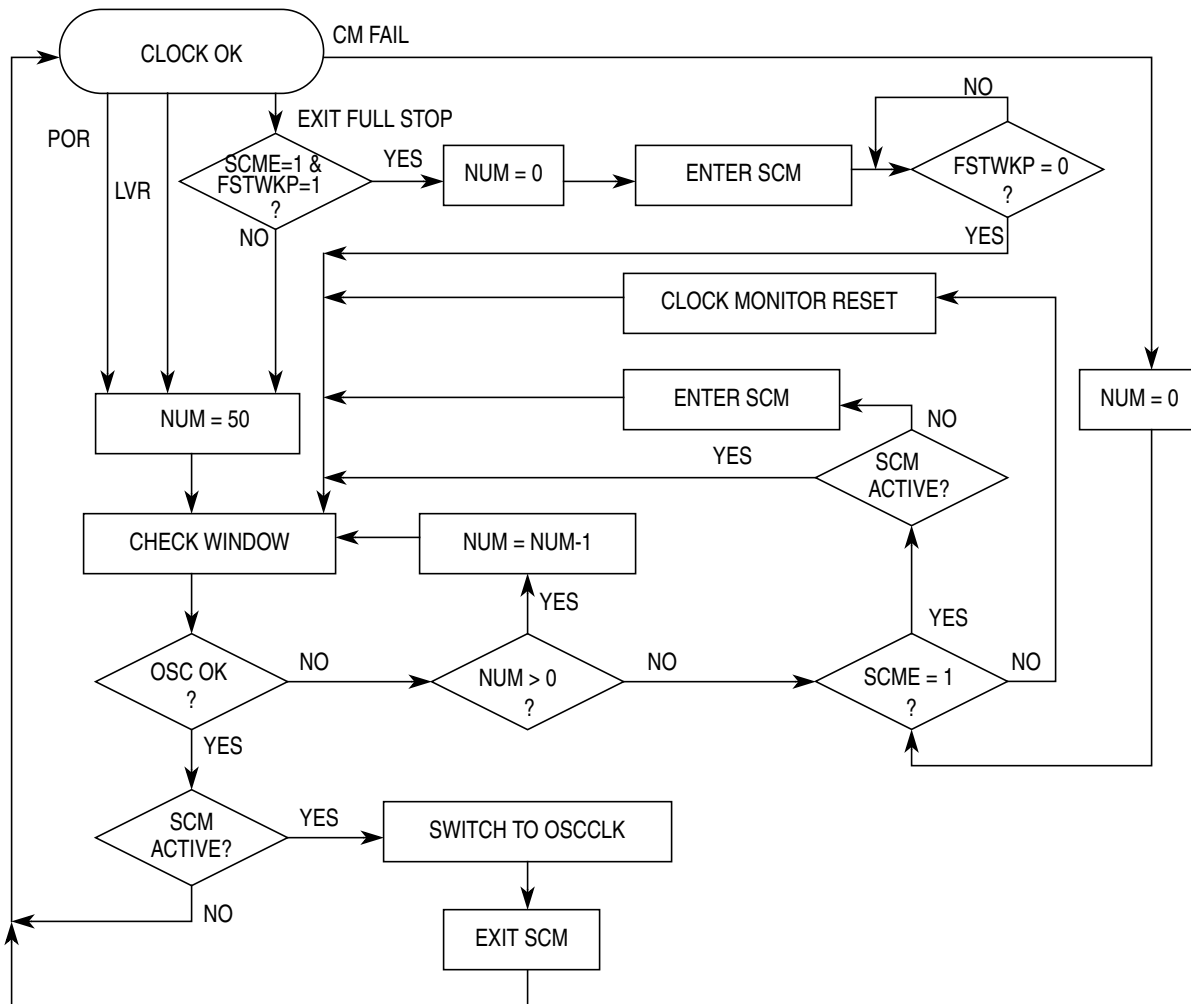 CM FAIL
CLOCK OK
NO
EXIT FULL STOP
POR
SCME=1 &
FSTWKP=1
?
YES
NUM = 0
ENTER SCM
FSTWKP = 0
?
LVR
NO
YES
CLOCK MONITOR RESET
NUM = 50
ENTER SCM
NUM = 0
NO
YES
SCM
ACTIVE?
CHECK WINDOW
NUM = NUM-1
YES
YES
OSC OK
?
NO
NUM > 0
?
NO
SCME = 1
?
NO
YES
SCM
ACTIVE?
YES
SWITCH TO OSCCLK
NO
EXIT SCM